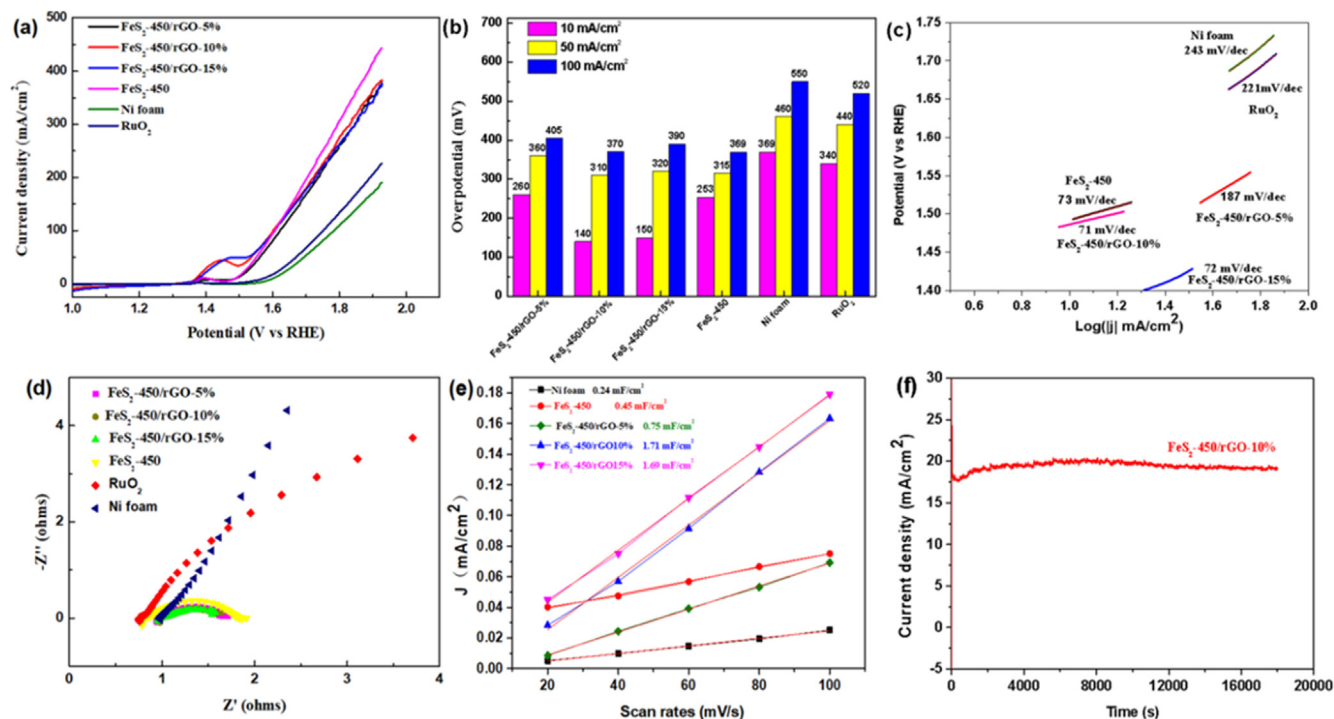 (a)
FeS2-450/rGO-5%
FeS2-450/rGO-10%
FeS2-450/rGO-15%
FeS2-450
Ni foam
RuO2
500
400
300
200
100
0
1.0
1.2
1.4
1.6
1.8
2.0
Current density (mA/cm2)
Potential (V vs RHE)
(b)
10 mA/cm2
50 mA/cm2
100 mA/cm2
700
600
500
400
300
200
100
0
Overpotential (mV)
260 360 405
140 310 370
150 320 390
253 315 369
369 460 550
340 440 520
FeS2-450/rGO-5%
FeS2-450/rGO-10%
FeS2-450/rGO-15%
FeS2-450
Ni foam
RuO2
(c)
1.75
1.70
1.65
1.60
1.55
1.50
1.45
1.40
Potential (V vs RHE)
Ni foam
243 mV/dec
221mV/dec
RuO2
FeS2-450
73 mV/dec
187 mV/dec
FeS2-450/rGO-5%
71 mV/dec
FeS2-450/rGO-10%
72 mV/dec
FeS2-450/rGO-15%
0.6
0.8
1.0
1.2
1.4
1.6
1.8
2.0
Log(|j| mA/cm2)
(d)
FeS2-450/rGO-5%
FeS2-450/rGO-10%
FeS2-450/rGO-15%
FeS2-450
RuO2
Ni foam
4
2
0
-Z'' (ohms)
0
1
2
3
4
Z' (ohms)
(e)
Ni foam 0.24 mF/cm2
FeS2-450 0.45 mF/cm2
FeS2-450/rGO-5% 0.75 mF/cm2
FeS2-450/rGO10% 1.71 mF/cm2
FeS2-450/rGO15% 1.69 mF/cm2
0.18
0.16
0.14
0.12
0.10
0.08
0.06
0.04
0.02
0.00
J (mA/cm2)
20
40
60
80
100
Scan rates (mV/s)
(f)
FeS2-450/rGO-10%
30
25
20
15
10
5
0
-5
Current density (mA/cm2)
0
4000
8000
12000
16000
20000
Time (s)